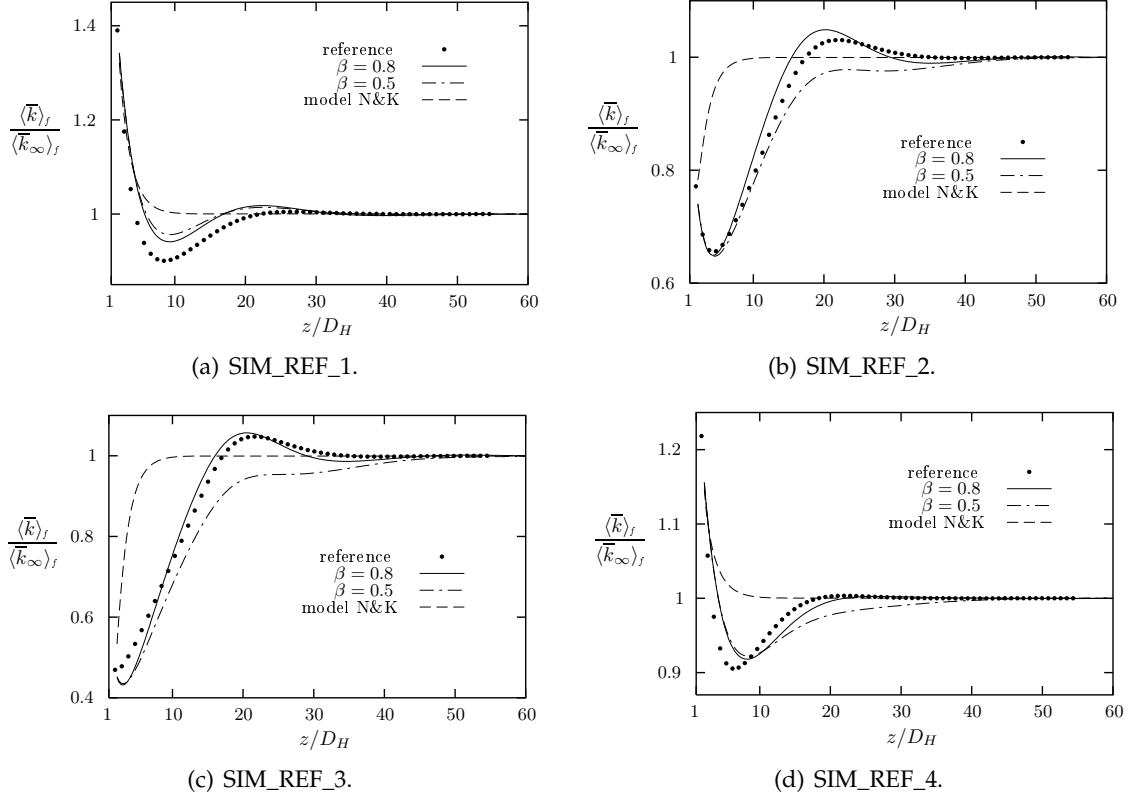 1.4
1.2
1
⟨k̅⟩f
⟨k̅∞⟩f
reference
β = 0.8
β = 0.5
model N&K
1 10 20 30 40 50 60
z/D_H
(a) SIM_REF_1.
1
0.8
0.6
⟨k̅⟩f
⟨k̅∞⟩f
reference
β = 0.8
β = 0.5
model N&K
1 10 20 30 40 50 60
z/D_H
(b) SIM_REF_2.
1
0.8
0.6
0.4
⟨k̅⟩f
⟨k̅∞⟩f
reference
β = 0.8
β = 0.5
model N&K
1 10 20 30 40 50 60
z/D_H
(c) SIM_REF_3.
1.2
1.1
1
0.9
⟨k̅⟩f
⟨k̅∞⟩f
reference
β = 0.8
β = 0.5
model N&K
1 10 20 30 40 50 60
z/D_H
(d) SIM_REF_4.